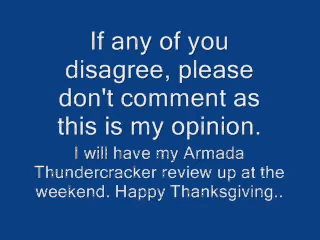 If any of you
disagree, please
don't comment as
this is my opinion.
I will have my Armada
Thundercracker review up at the
weekend. Happy Thanksgiving..